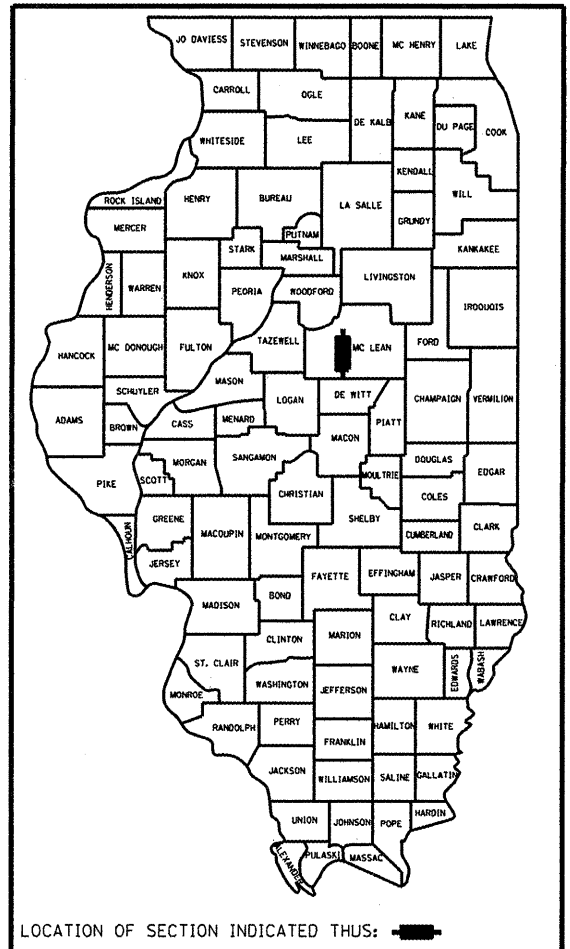 JO DAVIESS STEVENSON WINNEBAGO BOONE MC HENRY LAKE
CARROLL OGLE DE KALB KANE DU PAGE COOK
WHITESIDE LEE
KENDALL WILL
ROCK ISLAND HENRY BUREAU LA SALLE GRUNDY
MERCER PUTNAM
STARK MARSHALL KANKAKEE
HENDERSON WARREN KNOX PEORIA WOODFORD LIVINGSTON IROQUOIS
HANCOCK MC DONOUGH FULTON TAZEWELL MC LEAN FORD
MASON
SCHUYLER LOGAN DE WITT CHAMPAIGN VERMILION
ADAMS BROWN CASS MENARD MACON PIATT
MORGAN SANGAMON DOUGLAS EDGAR
PIKE SCOTT CHRISTIAN MOULTRIE COLES
CALHOUN GREENE MACOUPIN MONTGOMERY SHELBY CUMBERLAND CLARK
JERSEY FAYETTE EFFINGHAM JASPER CRAWFORD
MADISON BOND
CLAY RICHLAND LAWRENCE
CLINTON MARION
ST. CLAIR WAYNE EDWARDS WABASH
WASHINGTON JEFFERSON
MONROE
RANDOLPH PERRY HAMILTON WHITE
FRANKLIN
JACKSON WILLIAMSON SALINE GALLATIN
UNION JOHNSON POPE HARDIN
ALEXANDER PULASKI MASSAC
LOCATION OF SECTION INDICATED THUS: